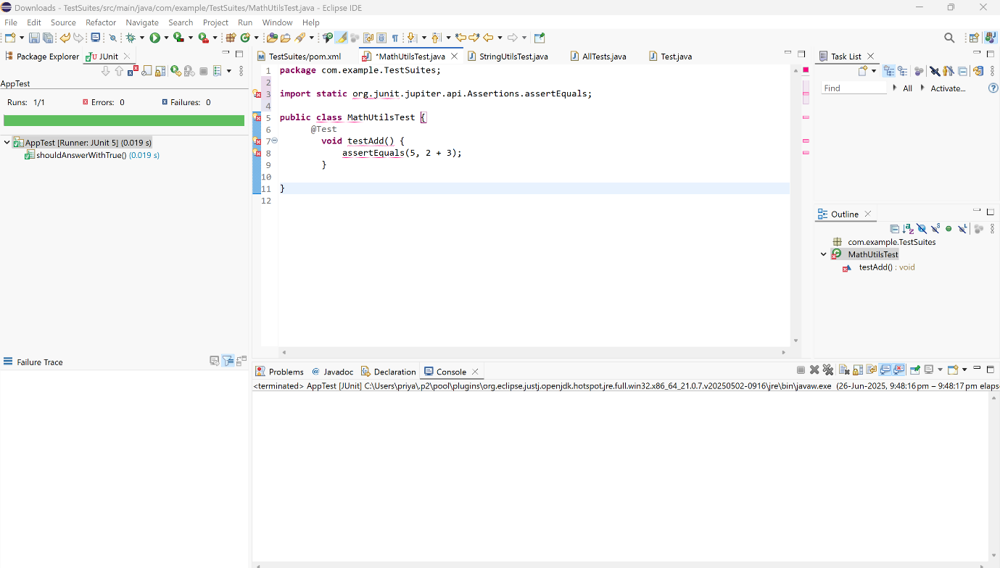 Downloads - TestSuites/src/main/java/com/example/TestSuites/MathUtilsTest.java - Eclipse IDE
File Edit Source Refactor Navigate Search Project Run Window Help
Package Explorer JUnit
AppTest
Runs: 1/1 Errors: 0 Failures: 0
AppTest [Runner: JUnit 5] (0.019 s)
shouldAnswerWithTrue() (0.019 s)
Failure Trace
TestSuites/pom.xml *MathUtilsTest.java StringUtilsTest.java AllTests.java Test.java
1 package com.example.TestSuites;
2
3 import static org.junit.jupiter.api.Assertions.assertEquals;
4
5 public class MathUtilsTest {
6 @Test
7 void testAdd() {
8 assertEquals(5, 2 + 3);
9 }
10
11 }
12
Task List
Find All Activate...
Outline
com.example.TestSuites
MathUtilsTest
testAdd() : void
Problems Javadoc Declaration Console
<terminated> AppTest [JUnit] C:\Users\priya\.p2\pool\plugins\org.eclipse.justj.openjdk.hotspot.jre.full.win32.x86_64_21.0.7.v20250502-0916\jre\bin\javaw.exe (26-Jun-2025, 9:48:16 pm – 9:48:17 pm elaps